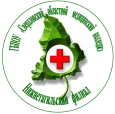 ГБПОУ «Свердловский областной медицинский колледж»
Нижнетагильский филиал